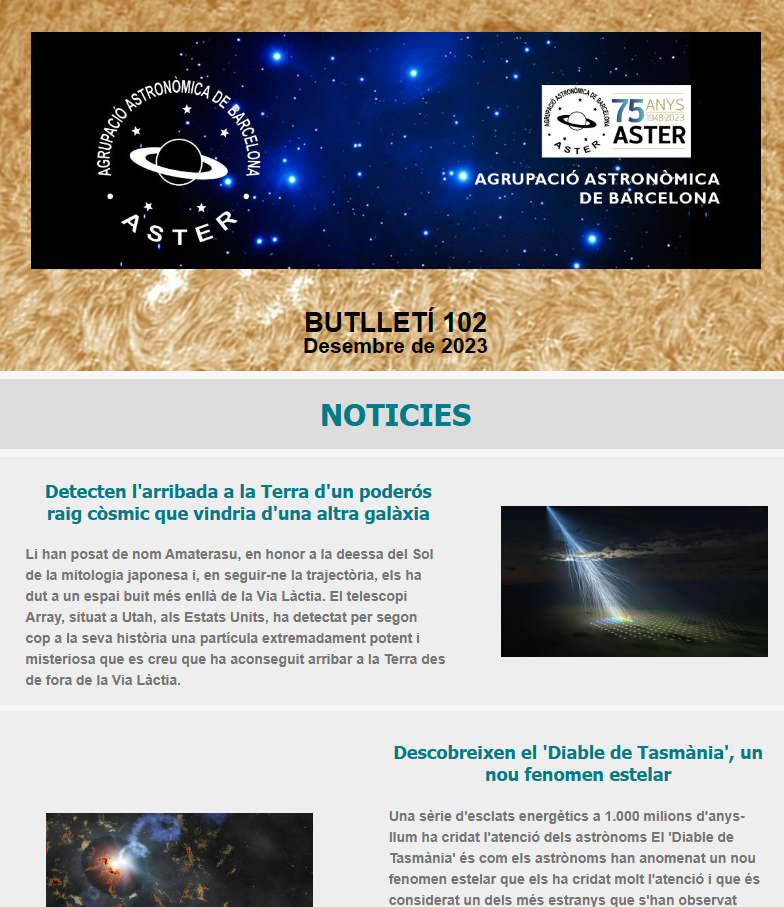 AGRUPACIÓ ASTRONÒMICA DE BARCELONA
ASTER
AGRUPACIÓ ASTRONÒMICA DE BARCELONA
ASTER
75 ANYS
1948-2023
ASTER
AGRUPACIÓ ASTRONÒMICA
DE BARCELONA
BUTLLETÍ 102
Desembre de 2023
NOTICIES
Detecten l'arribada a la Terra d'un poderós
raig còsmic que vindria d'una altra galàxia
Li han posat de nom Amaterasu, en honor a la deessa del Sol
de la mitologia japonesa i, en seguir-ne la trajectòria, els ha
dut a un espai buit més enllà de la Via Làctia. El telescopi
Array, situat a Utah, als Estats Units, ha detectat per segon
cop a la seva història una partícula extremadament potent i
misteriosa que es creu que ha aconseguit arribar a la Terra des
de fora de la Via Làctia.
Descobreixen el 'Diable de Tasmània', un
nou fenomen estelar
Una sèrie d'esclats energètics a 1.000 milions d'anys-
llum ha cridat l'atenció dels astrònoms El 'Diable de
Tasmània' és com els astrònoms han anomenat un nou
fenomen estelar que els ha cridat molt l'atenció i que és
considerat un dels més estranys que s'han observat